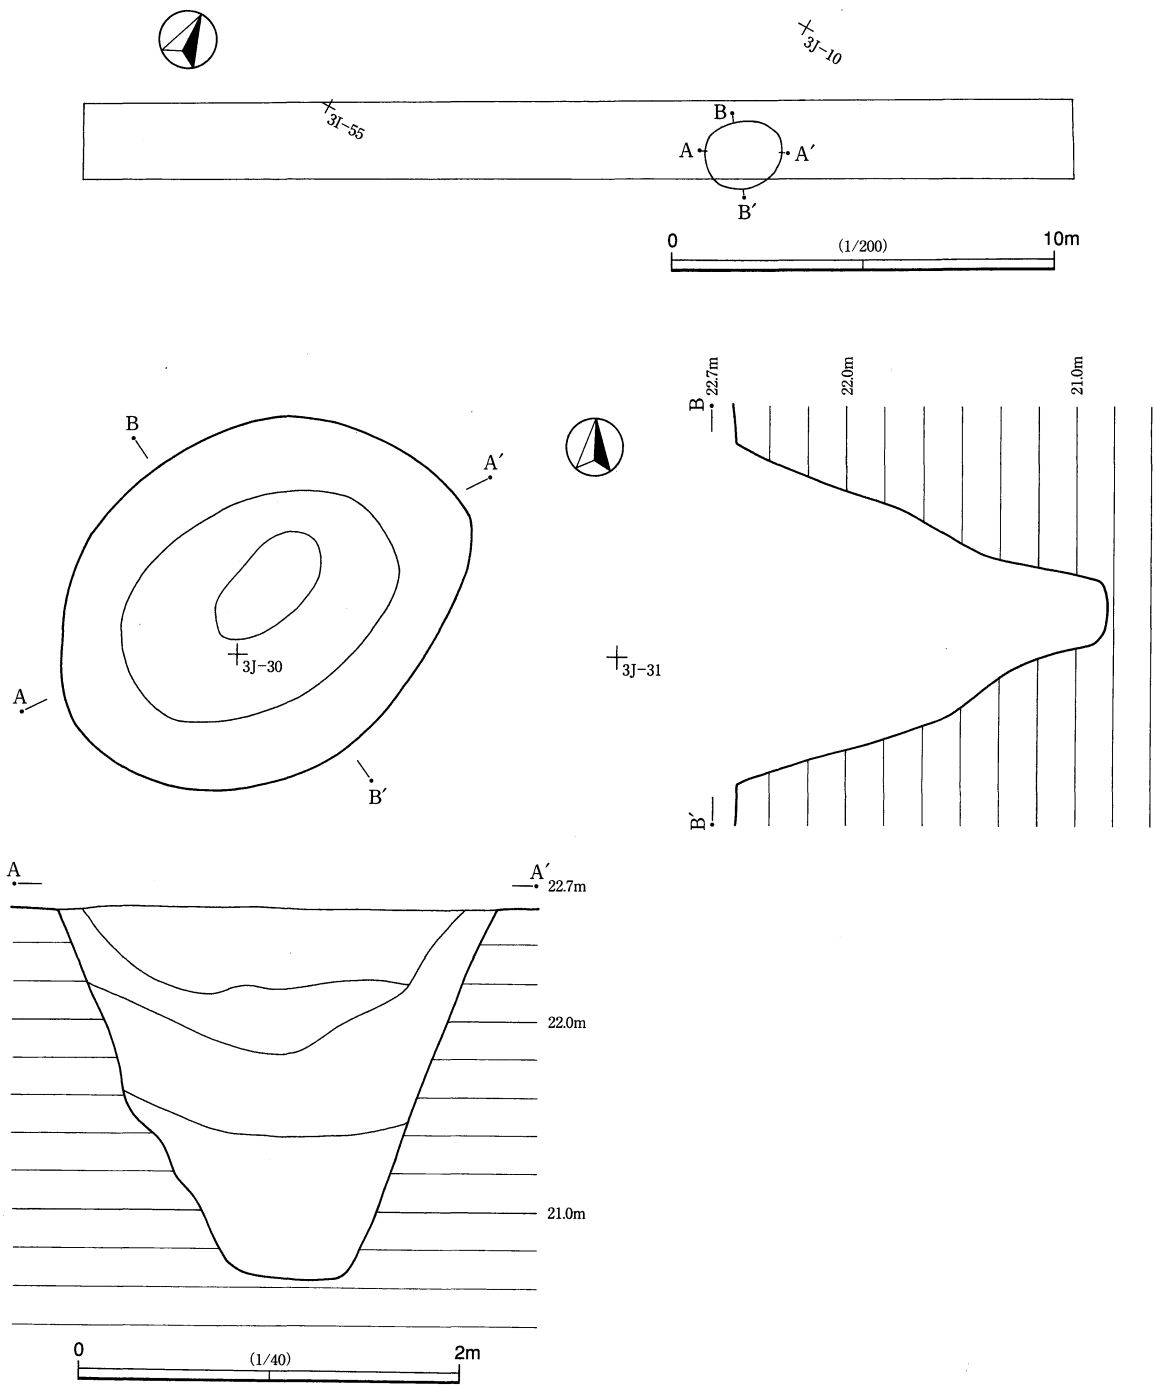 3J-10
3I-55
B
A
A′
B′
0
(1/200)
10m
22.7m
22.0m
21.0m
B
B
A′
3J-30
3J-31
A
B′
B′
A
A′
22.7m
22.0m
21.0m
0
(1/40)
2m